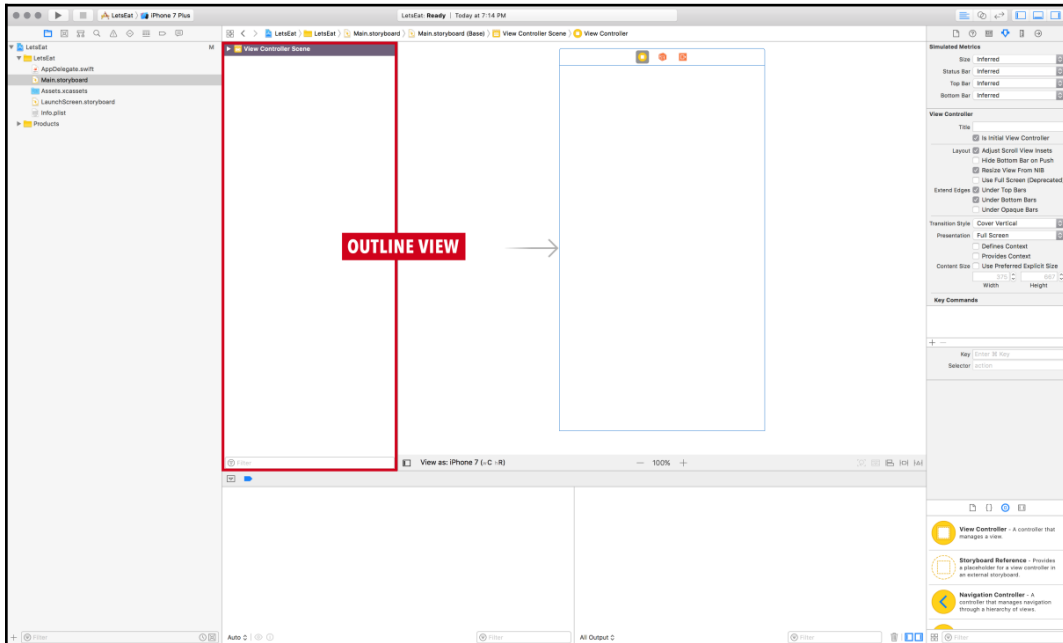 LetsEat
iPhone 7 Plus
LetsEat: Ready | Today at 7:14 PM
LetsEat
LetsEat
Main.storyboard
Main.storyboard (Base)
View Controller Scene
View Controller
LetsEat M
LetsEat
AppDelegate.swift
Main.storyboard
Assets.xcassets
LaunchScreen.storyboard
Info.plist
Products
Filter
View Controller Scene
OUTLINE VIEW
Filter
View as: iPhone 7 (wC hR)
100%
Auto
Filter
All Output
Filter
Simulated Metrics
Size Inferred
Status Bar Inferred
Top Bar Inferred
Bottom Bar Inferred
View Controller
Title
Is Initial View Controller
Layout Adjust Scroll View Insets
Hide Bottom Bar on Push
Resize View From NIB
Use Full Screen (Deprecated)
Extend Edges Under Top Bars
Under Bottom Bars
Under Opaque Bars
Transition Style Cover Vertical
Presentation Full Screen
Defines Context
Provides Context
Content Size Use Preferred Explicit Size
375 667
Width Height
Key Commands
Key Enter ⌘ Key
Selector action
View Controller - A controller that
manages a view.
Storyboard Reference - Provides
a placeholder for a view controller in
an external storyboard.
Navigation Controller - A
controller that manages navigation
through a hierarchy of views.
Filter